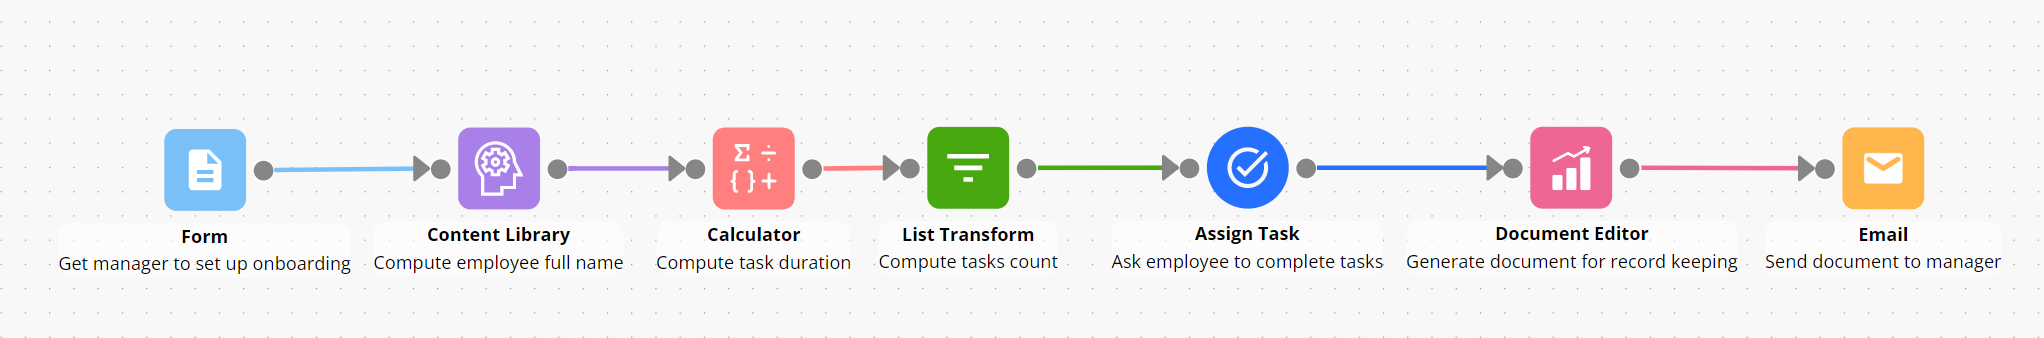 Form
Get manager to set up onboarding
Content Library
Compute employee full name
Σ ÷
{ } +
Calculator
Compute task duration
List Transform
Compute tasks count
Assign Task
Ask employee to complete tasks
Document Editor
Generate document for record keeping
Email
Send document to manager